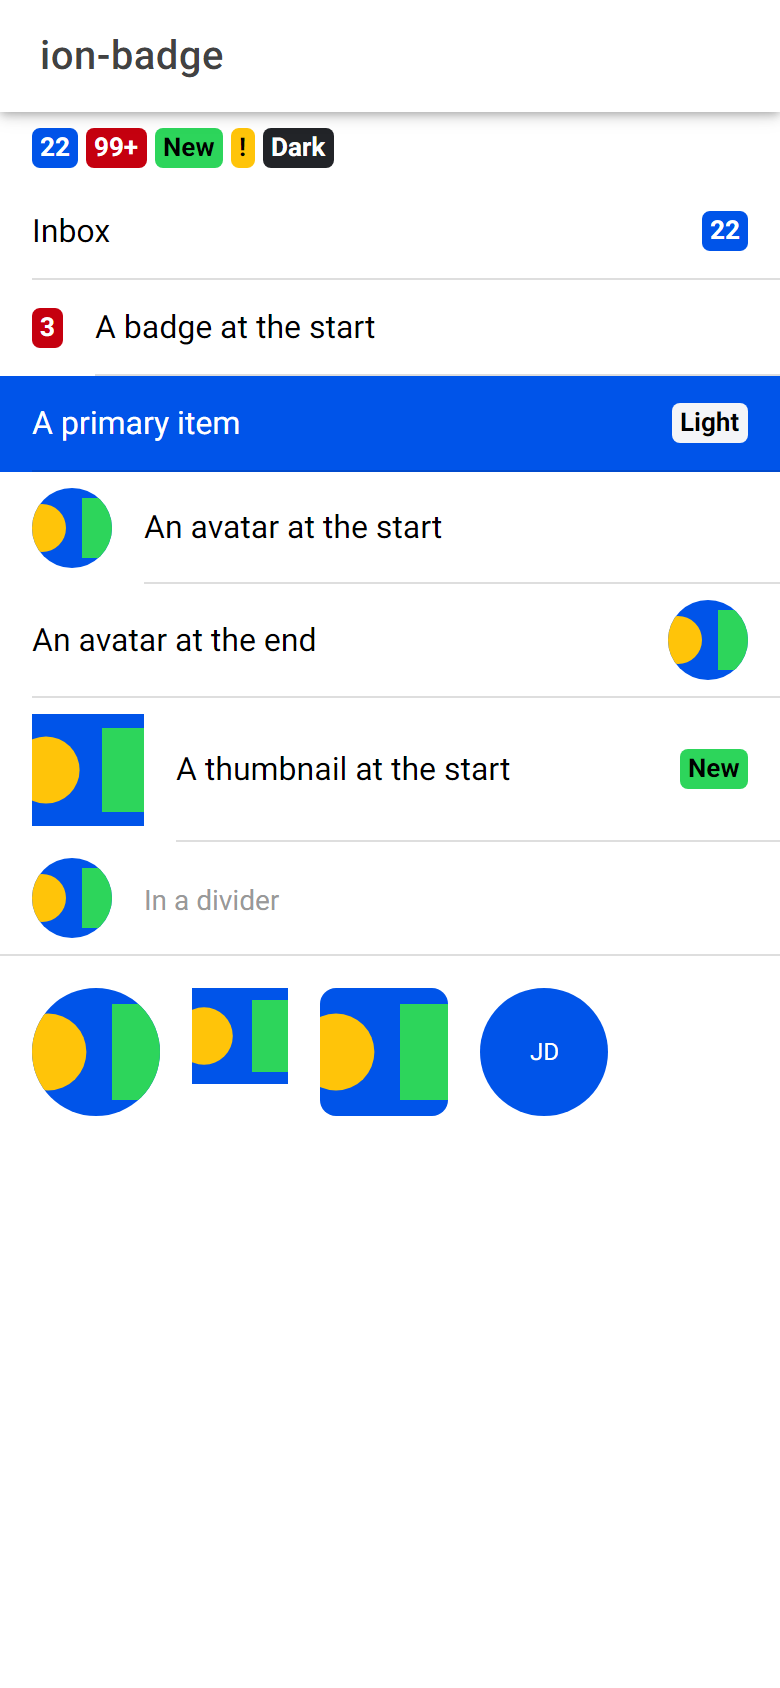 ion-badge
22 99+ New ! Dark
Inbox 22
3 A badge at the start
A primary item Light
An avatar at the start
An avatar at the end
A thumbnail at the start New
In a divider
JD